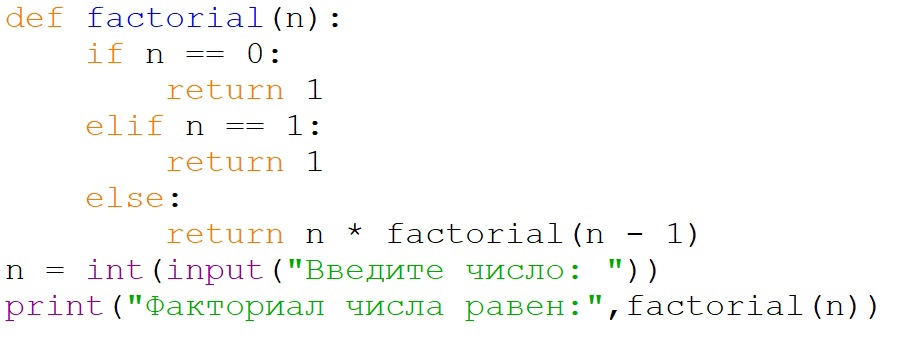 def factorial(n):
    if n == 0:
        return 1
    elif n == 1:
        return 1
    else:
        return n * factorial(n - 1)
n = int(input("Введите число: "))
print("Факториал числа равен:",factorial(n))